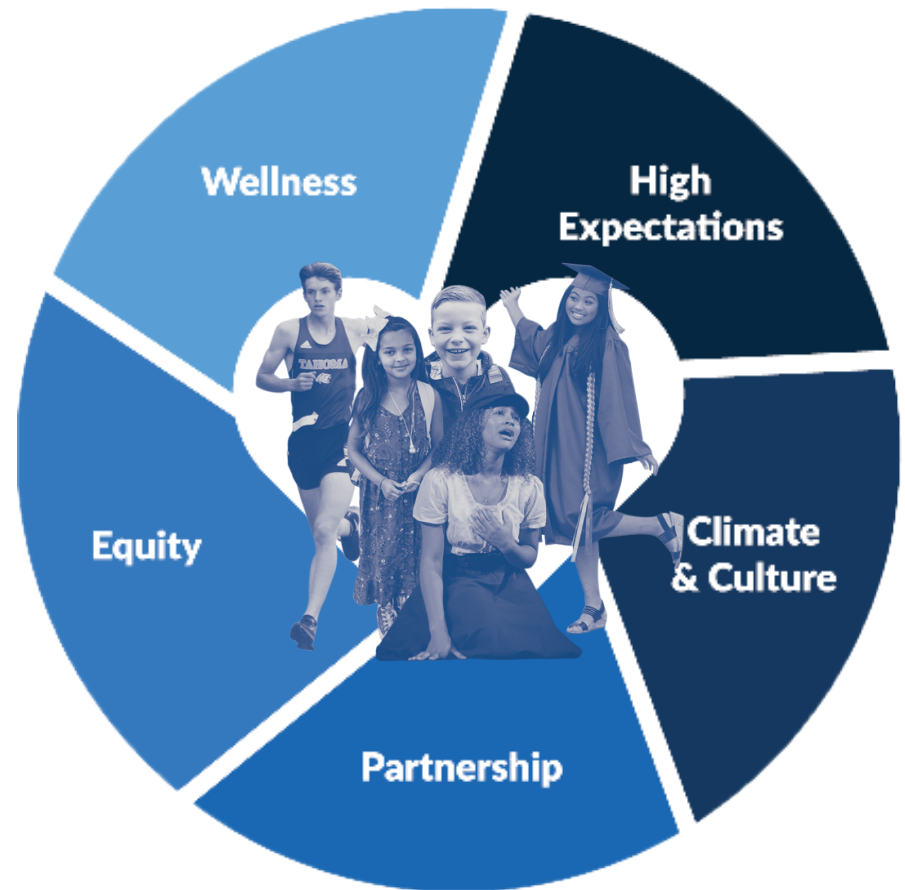 Wellness
High
Expectations
TAHOMA
Equity
Climate
& Culture
Partnership